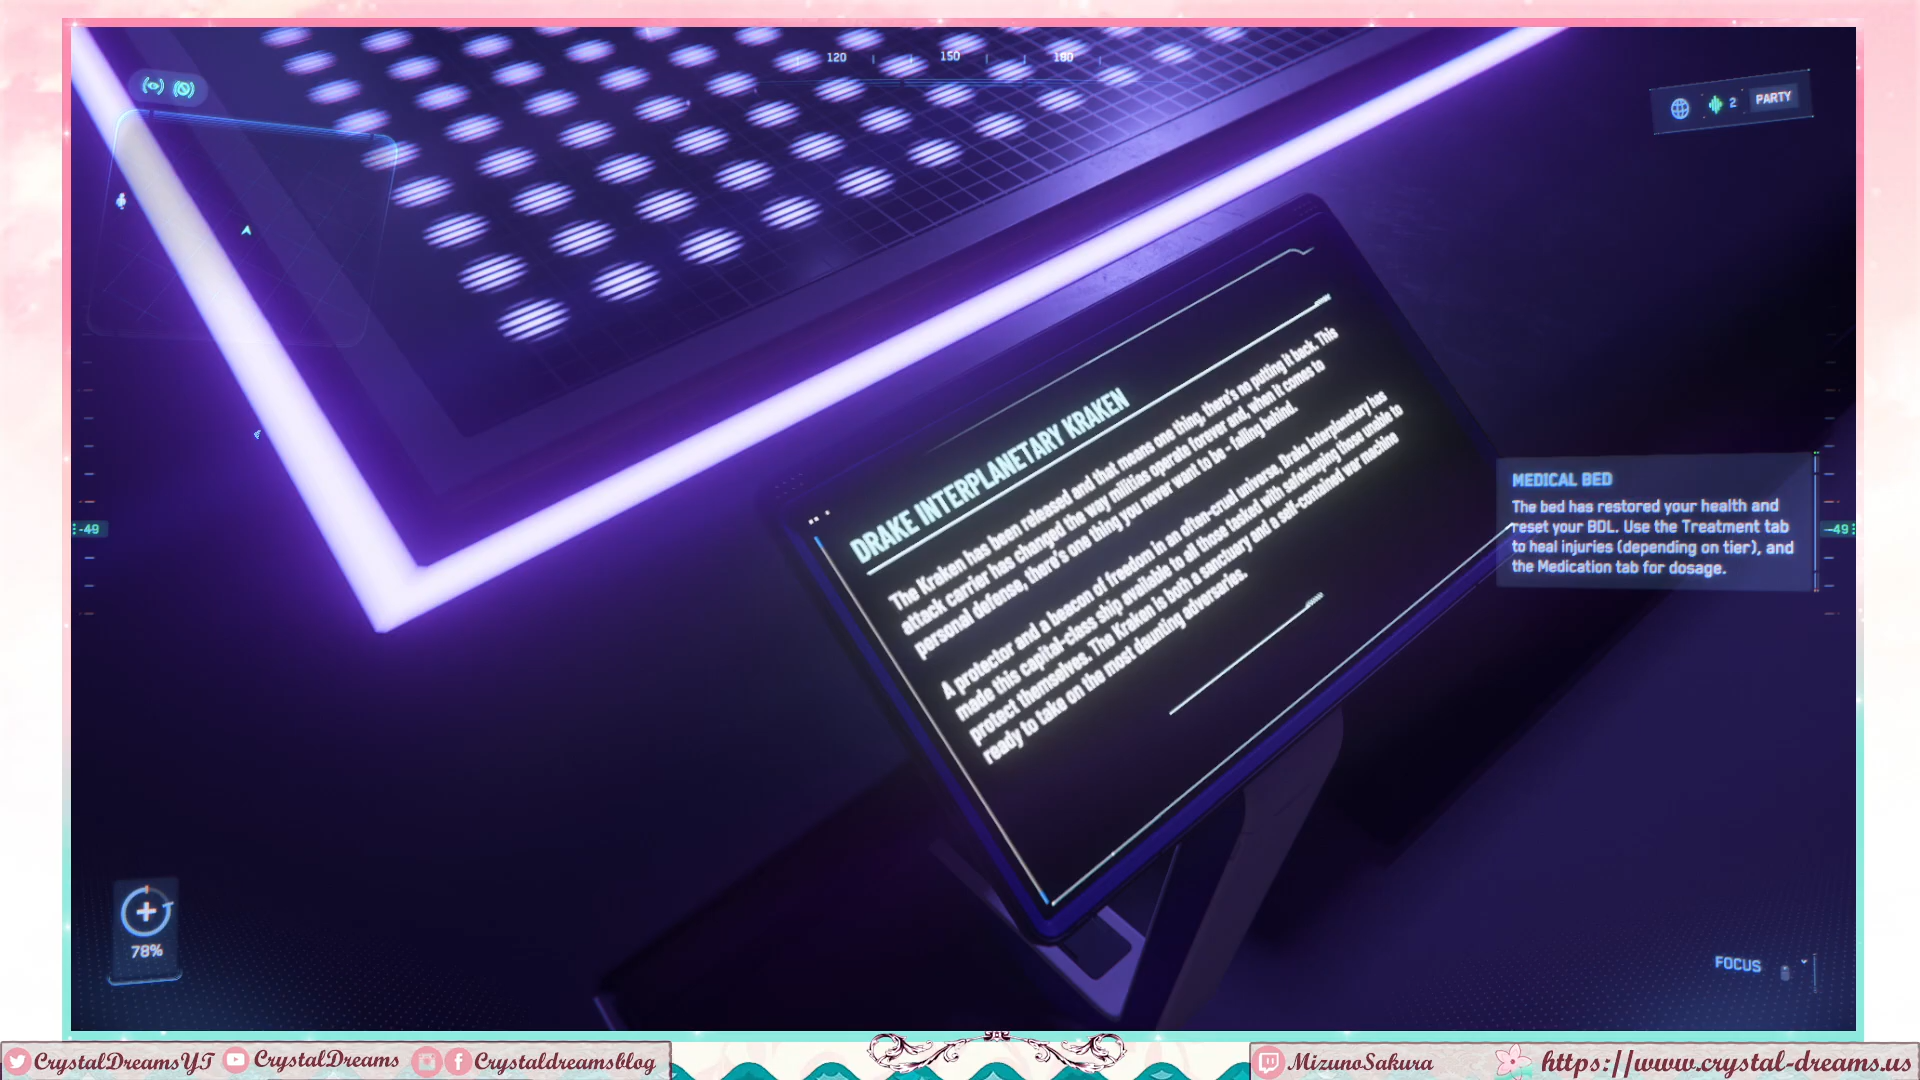 120 150 180
2 PARTY
DRAKE INTERPLANETARY KRAKEN
The Kraken has been released and that means one thing, there's no putting it back. This
attack carrier has changed the way militias operate forever and, when it comes to
personal defense, there's one thing you never want to be - falling behind.
A protector and a beacon of freedom in an often-cruel universe, Drake Interplanetary has
made this capital-class ship available to all those tasked with safekeeping those unable to
protect themselves. The Kraken is both a sanctuary and a self-contained war machine
ready to take on the most daunting adversaries.
MEDICAL BED
The bed has restored your health and
reset your BDL. Use the Treatment tab
to heal injuries (depending on tier), and
the Medication tab for dosage.
-49
-49
78%
FOCUS
CrystalDreamsYT CrystalDreams Crystaldreamsblog MizunoSakura https://www.crystal-dreams.us